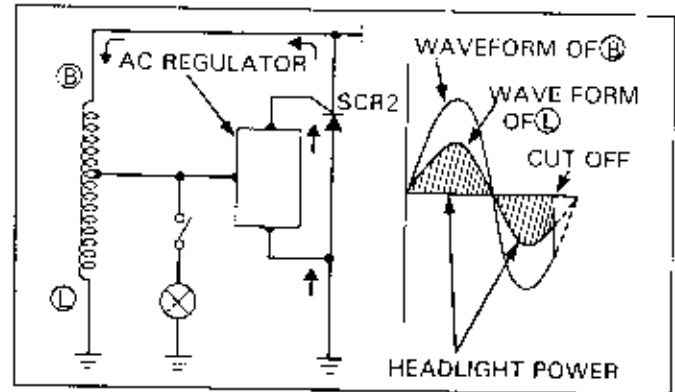 AC REGULATOR
Ⓑ
SCR2
Ⓛ
WAVEFORM OF Ⓑ
WAVE FORM
OF Ⓛ
CUT OFF
HEADLIGHT POWER